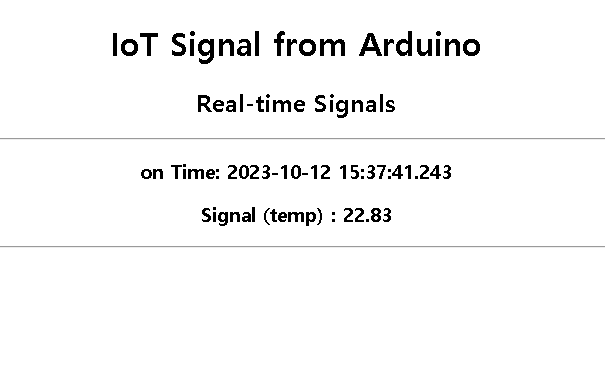 IoT Signal from Arduino
Real-time Signals
on Time: 2023-10-12 15:37:41.243
Signal (temp) : 22.83